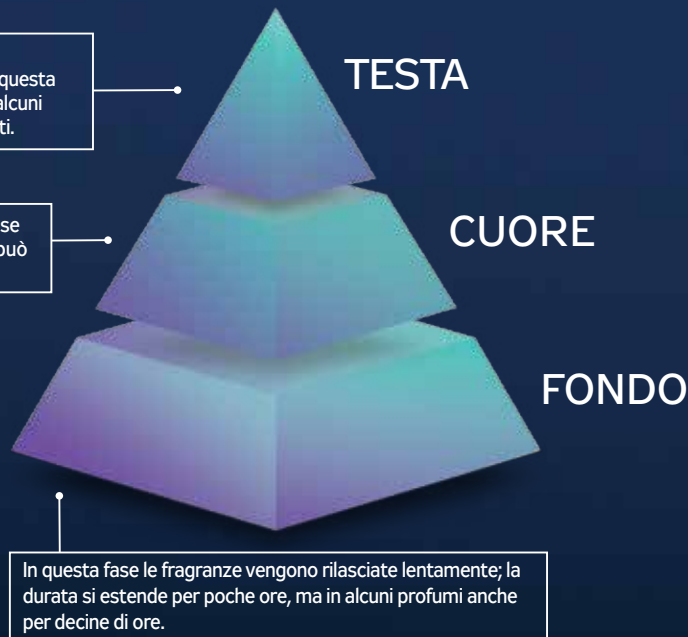 questa
alcuni
ti.
TESTA
se
può
CUORE
FONDO
In questa fase le fragranze vengono rilasciate lentamente; la
durata si estende per poche ore, ma in alcuni profumi anche
per decine di ore.